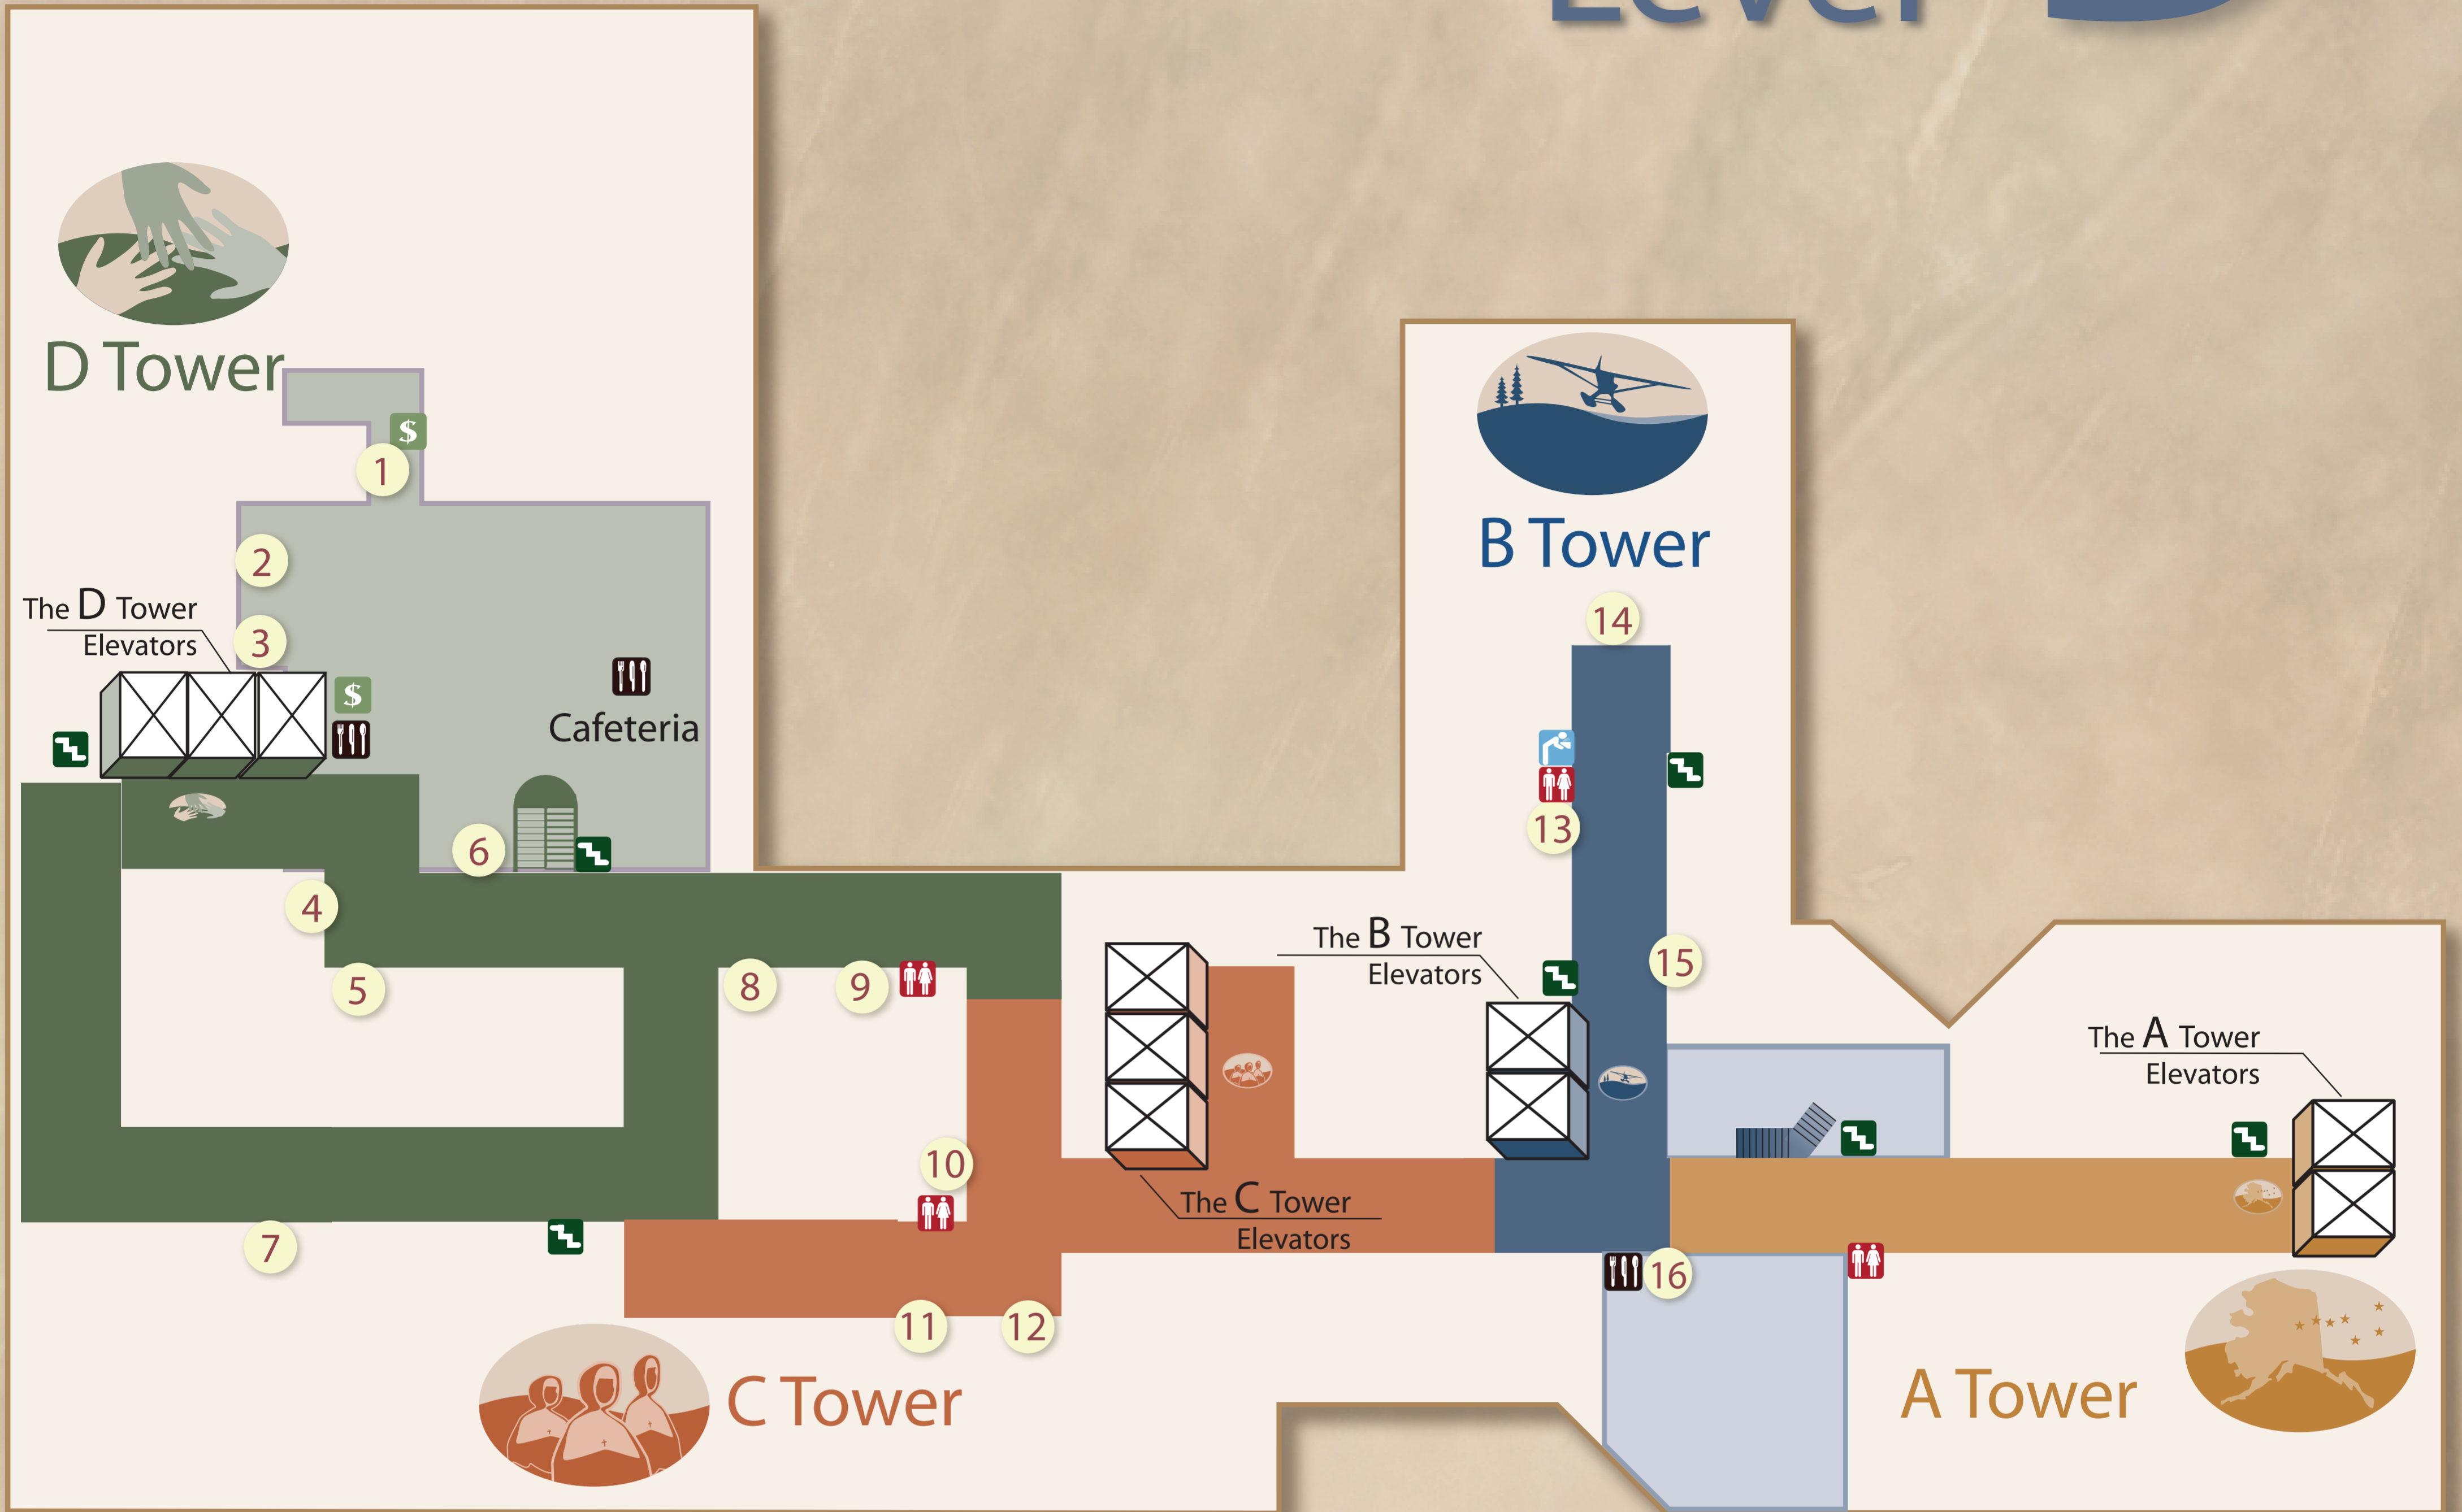 Level
D Tower
$
1
2
The D Tower
Elevators
3
$
Cafeteria
6
4
5
7
8
9
10
11
12
C Tower
The C Tower
Elevators
B Tower
14
13
The B Tower
Elevators
15
16
The A Tower
Elevators
A Tower